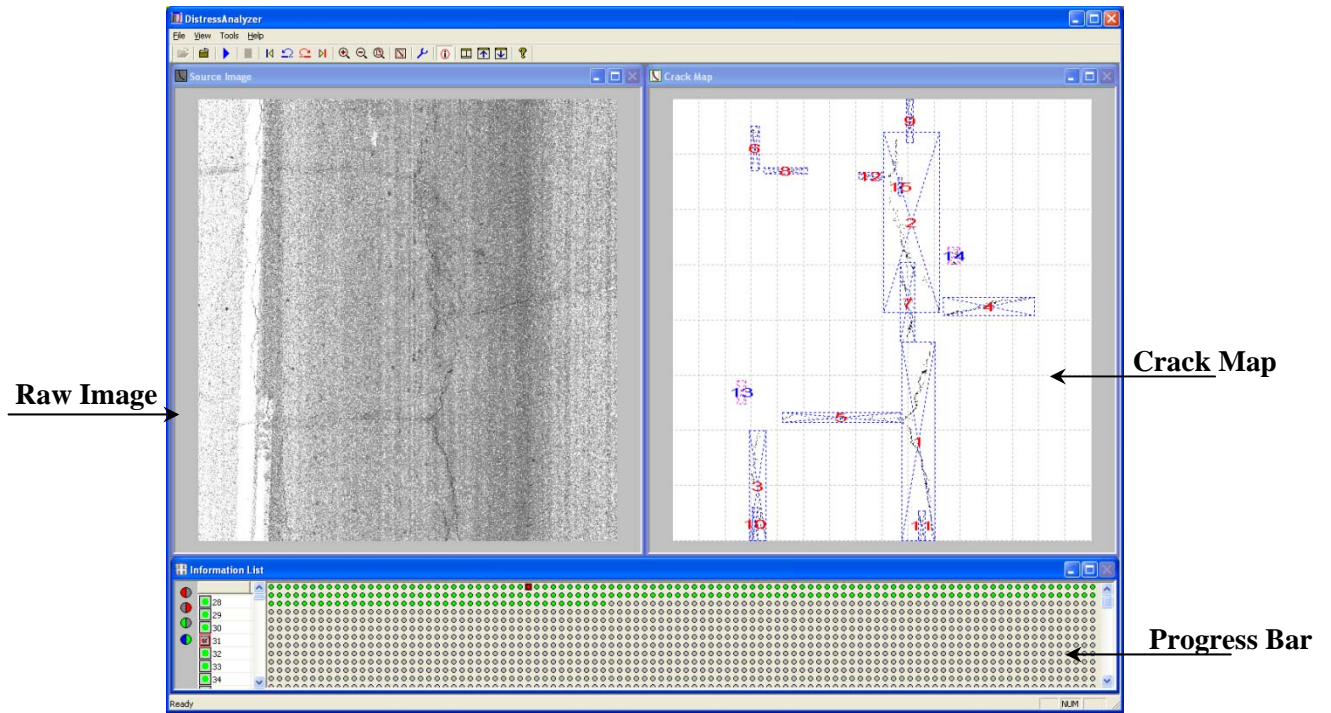 DistressAnalyzer
File View Tools Help
Source Image
Crack Map
9
6
8
12
15
2
14
7
4
Crack Map
Raw Image
13
5
1
3
10
11
Information List
28
29
30
31
32
33
34
Progress Bar
Ready
NUM